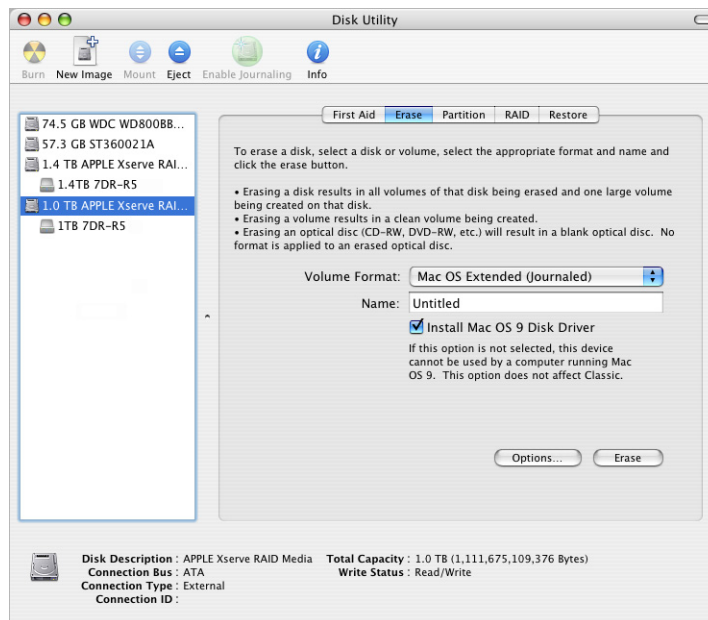 Disk Utility
Burn New Image Mount Eject Enable Journaling Info
First Aid Erase Partition RAID Restore
74.5 GB WDC WD800BB...
57.3 GB ST360021A
1.4 TB APPLE Xserve RAI...
1.4TB 7DR-R5
1.0 TB APPLE Xserve RAI...
1TB 7DR-R5
To erase a disk, select a disk or volume, select the appropriate format and name and
click the erase button.
• Erasing a disk results in all volumes of that disk being erased and one large volume
being created on that disk.
• Erasing a volume results in a clean volume being created.
• Erasing an optical disc (CD-RW, DVD-RW, etc.) will result in a blank optical disc. No
format is applied to an erased optical disc.
Volume Format: Mac OS Extended (Journaled)
Name: Untitled
Install Mac OS 9 Disk Driver
If this option is not selected, this device
cannot be used by a computer running Mac
OS 9. This option does not affect Classic.
Options... Erase
Disk Description : APPLE Xserve RAID Media Total Capacity : 1.0 TB (1,111,675,109,376 Bytes)
Connection Bus : ATA Write Status : Read/Write
Connection Type : External
Connection ID :